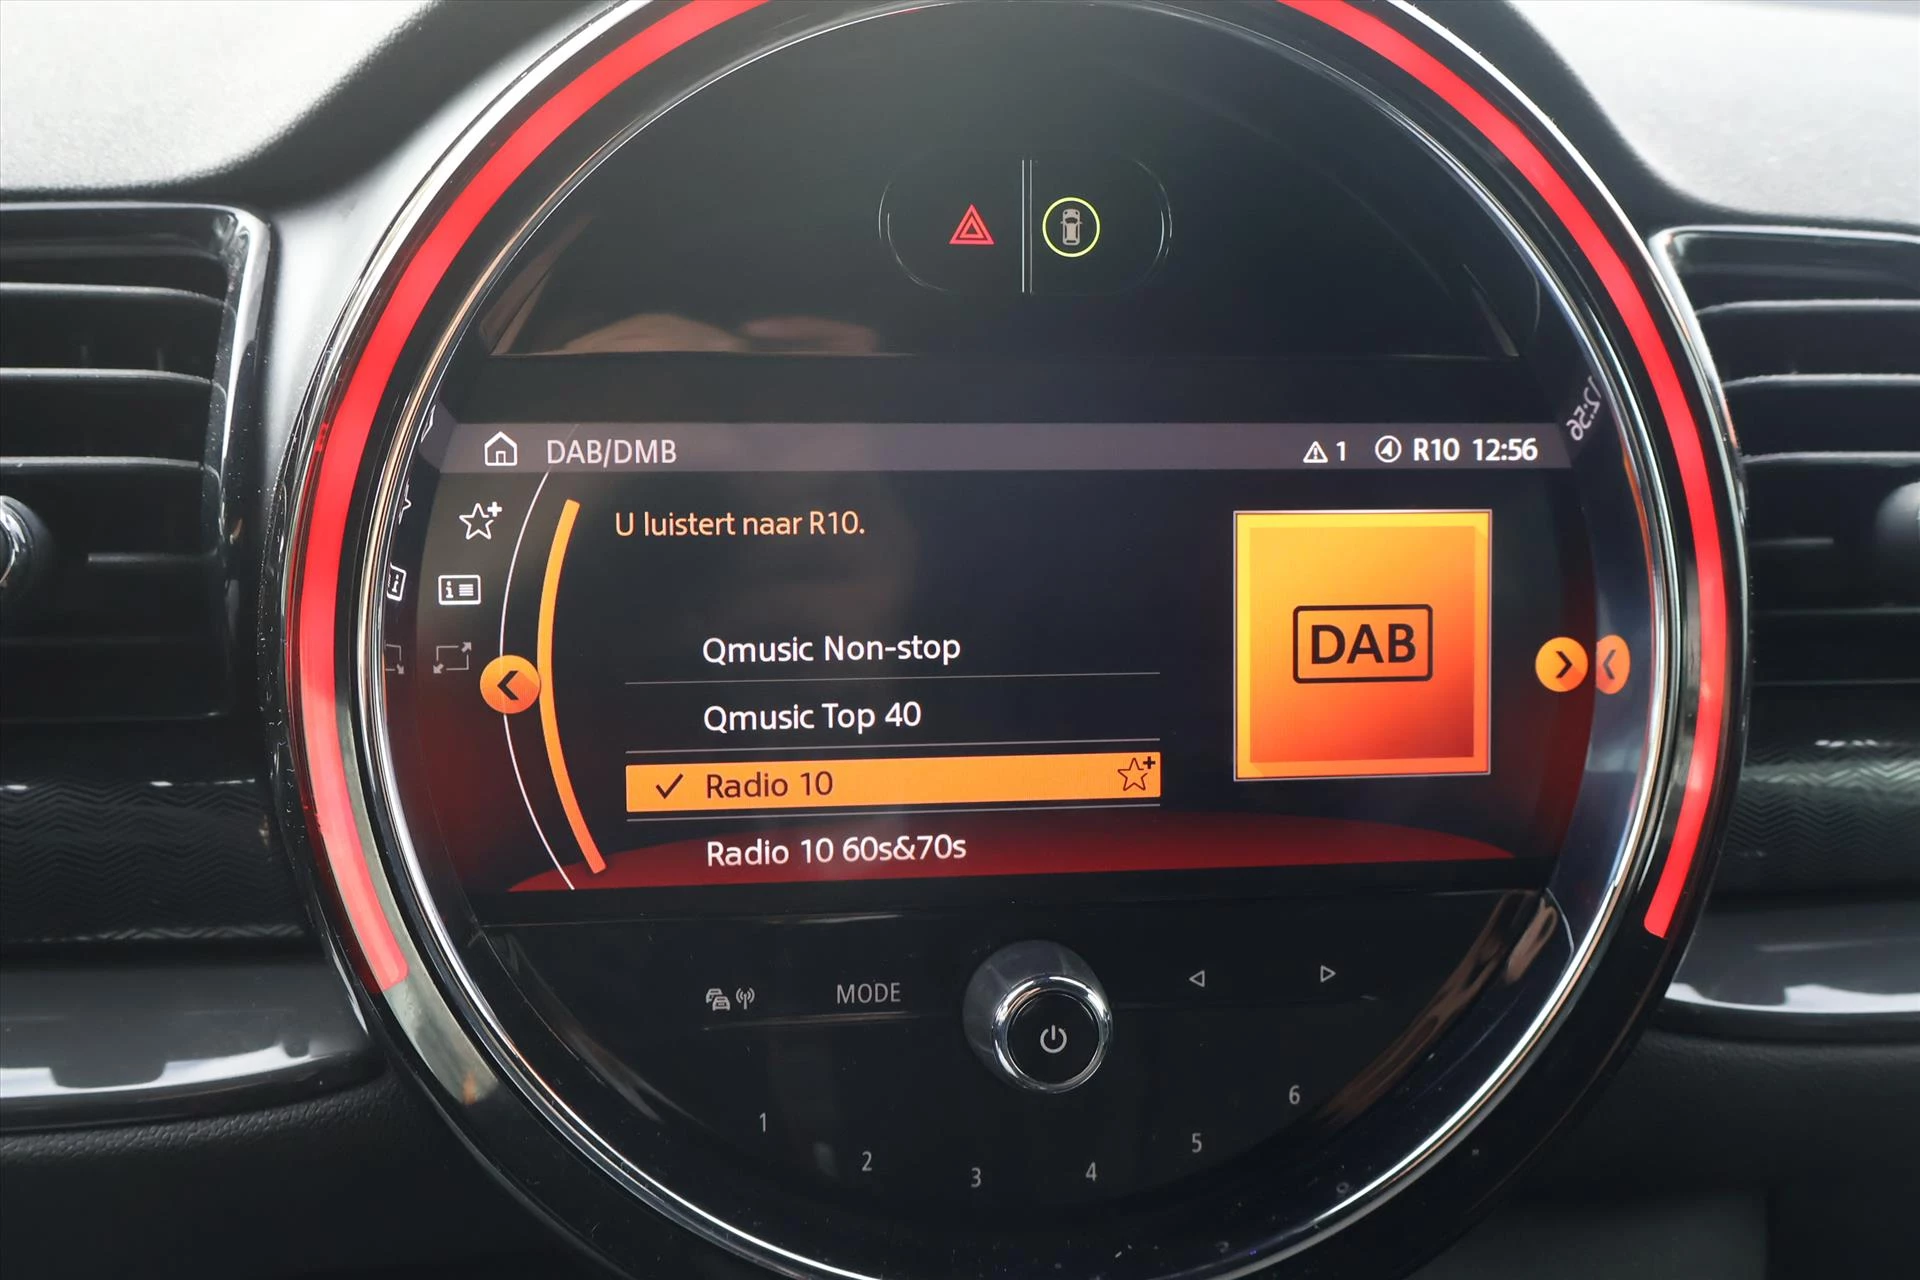 DAB/DMB
1 R10 12:56
U luistert naar R10.
Qmusic Non-stop
Qmusic Top 40
Radio 10
Radio 10 60s&70s
DAB
MODE
1
2
3
4
5
6